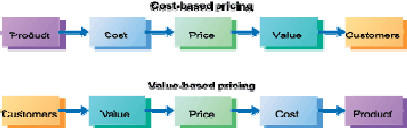 Cost-based pricing
Product Cost Price Value Customers
Value-based pricing
Customers Value Price Cost Product